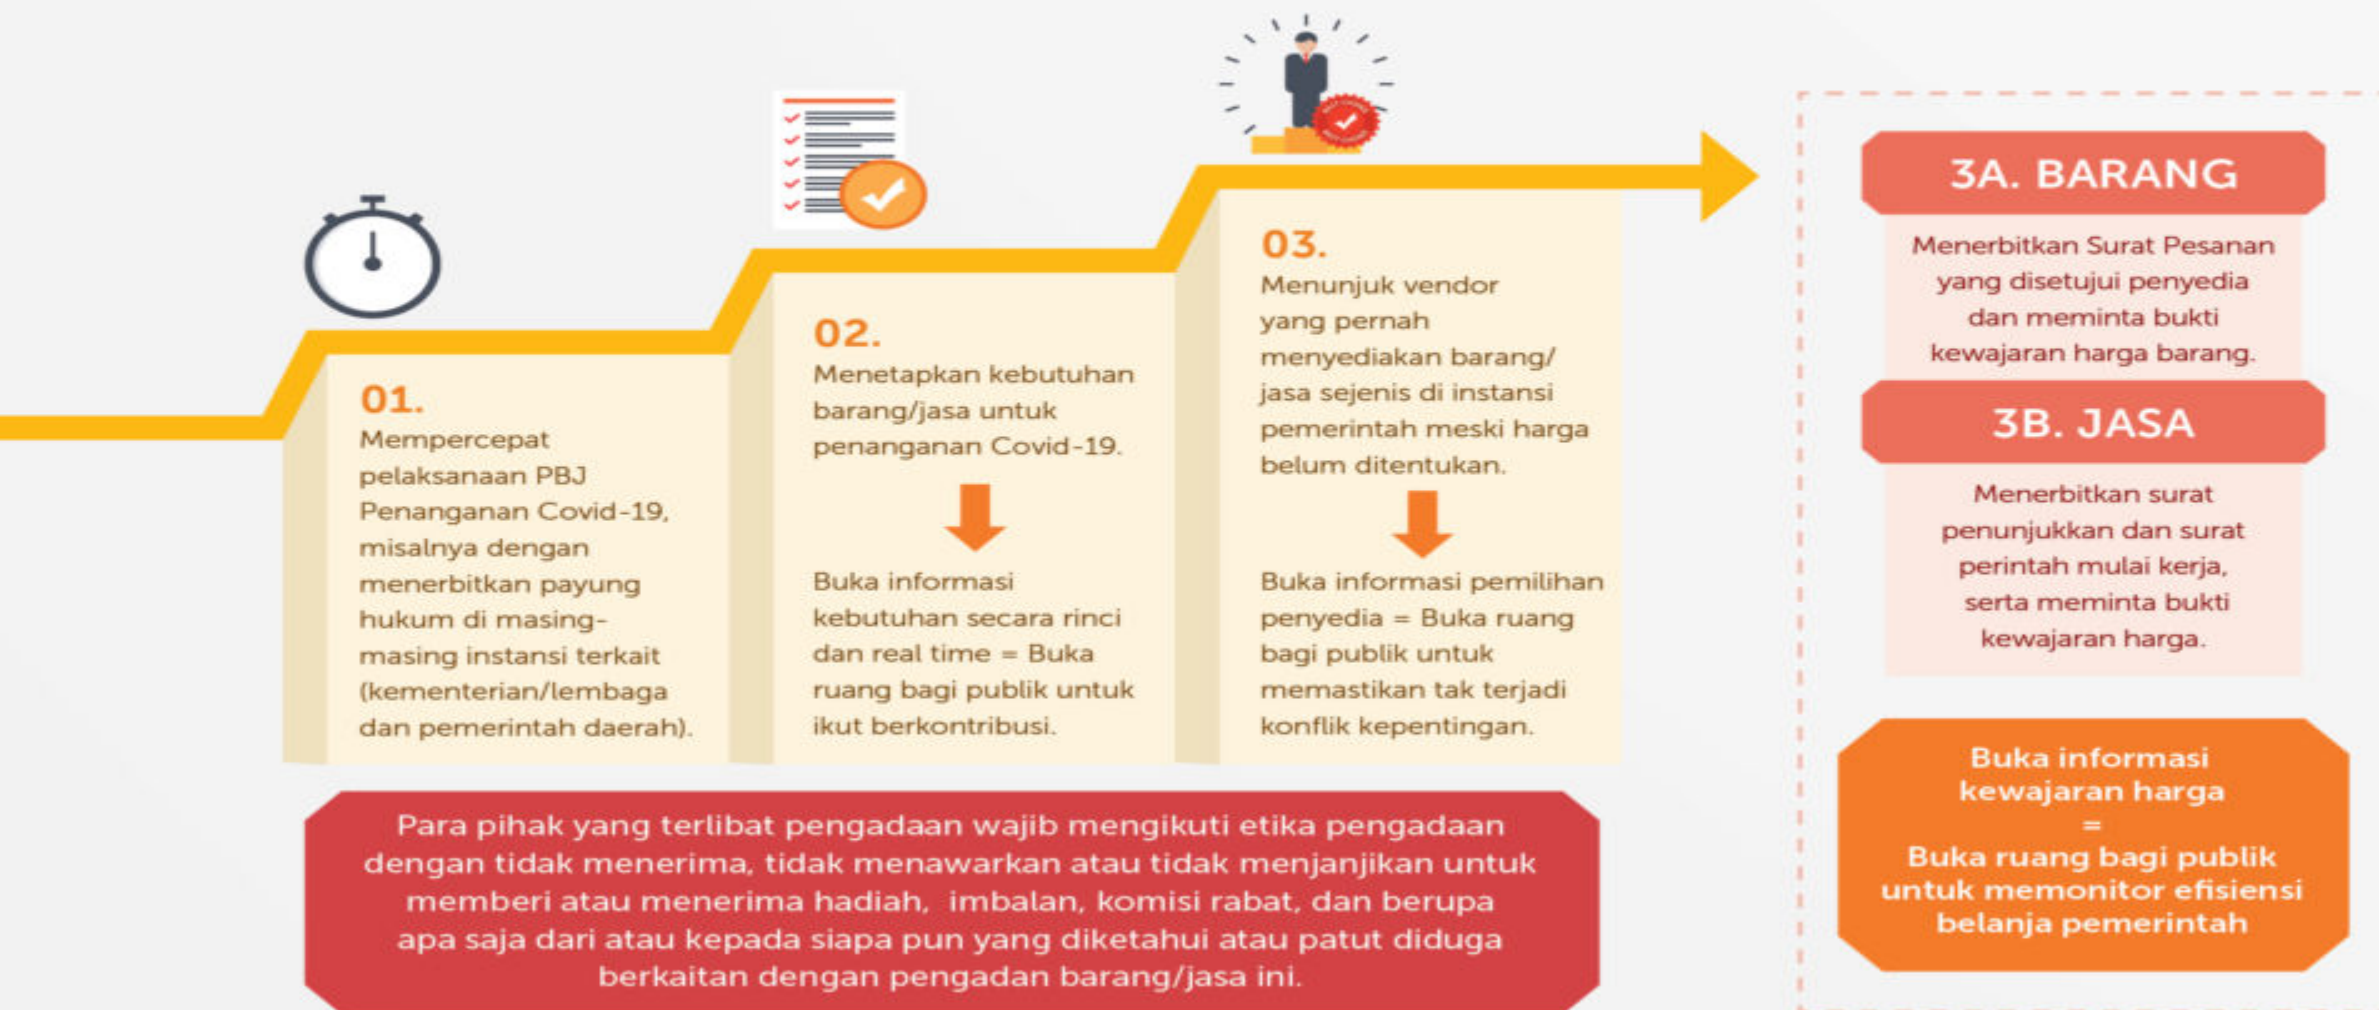 01.
Mempercepat
pelaksanaan PBJ
Penanganan Covid-19,
misalnya dengan
menerbitkan payung
hukum di masing-
masing instansi terkait
(kementerian/lembaga
dan pemerintah daerah).
02.
Menetapkan kebutuhan
barang/jasa untuk
penanganan Covid-19.
Buka informasi
kebutuhan secara rinci
dan real time = Buka
ruang bagi publik untuk
ikut berkontribusi.
03.
Menunjuk vendor
yang pernah
menyediakan barang/
jasa sejenis di instansi
pemerintah meski harga
belum ditentukan.
Buka informasi pemilihan
penyedia = Buka ruang
bagi publik untuk
memastikan tak terjadi
konflik kepentingan.
Para pihak yang terlibat pengadaan wajib mengikuti etika pengadaan
dengan tidak menerima, tidak menawarkan atau tidak menjanjikan untuk
memberi atau menerima hadiah, imbalan, komisi rabat, dan berupa
apa saja dari atau kepada siapa pun yang diketahui atau patut diduga
berkaitan dengan pengadan barang/jasa ini.
3A. BARANG
Menerbitkan Surat Pesanan
yang disetujui penyedia
dan meminta bukti
kewajaran harga barang.
3B. JASA
Menerbitkan surat
penunjukkan dan surat
perintah mulai kerja,
serta meminta bukti
kewajaran harga.
Buka informasi
kewajaran harga
=
Buka ruang bagi publik
untuk memonitor efisiensi
belanja pemerintah